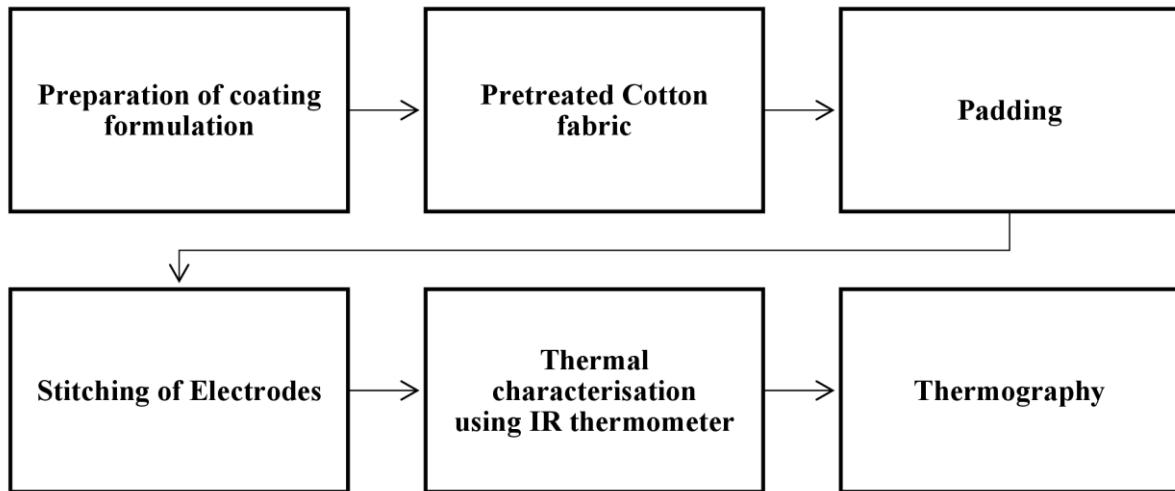 Preparation of coating
formulation
Pretreated Cotton
fabric
Padding
Stitching of Electrodes
Thermal
characterisation
using IR thermometer
Thermography